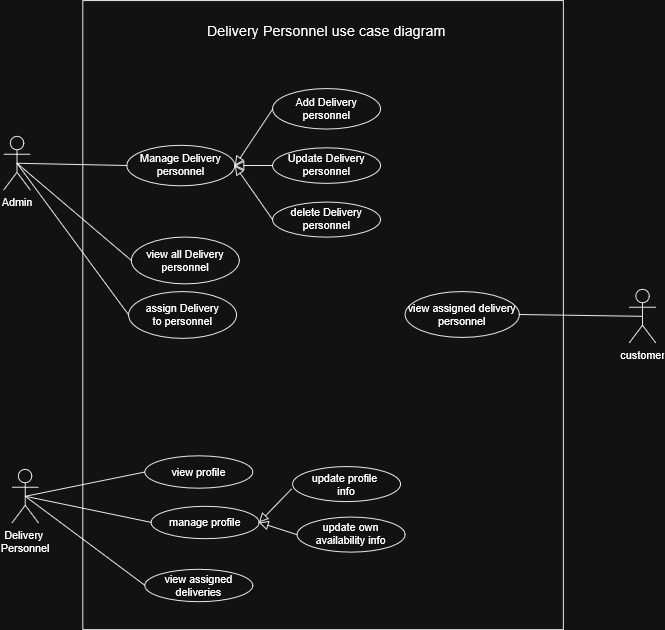 Delivery Personnel use case diagram
Add Delivery
personnel
Manage Delivery
personnel
Update Delivery
personnel
Admin
delete Delivery
personnel
view all Delivery
personnel
assign Delivery
to personnel
view assigned delivery
personnel
customer
view profile
update profile
info
manage profile
update own
availability info
Delivery
Personnel
view assigned
deliveries